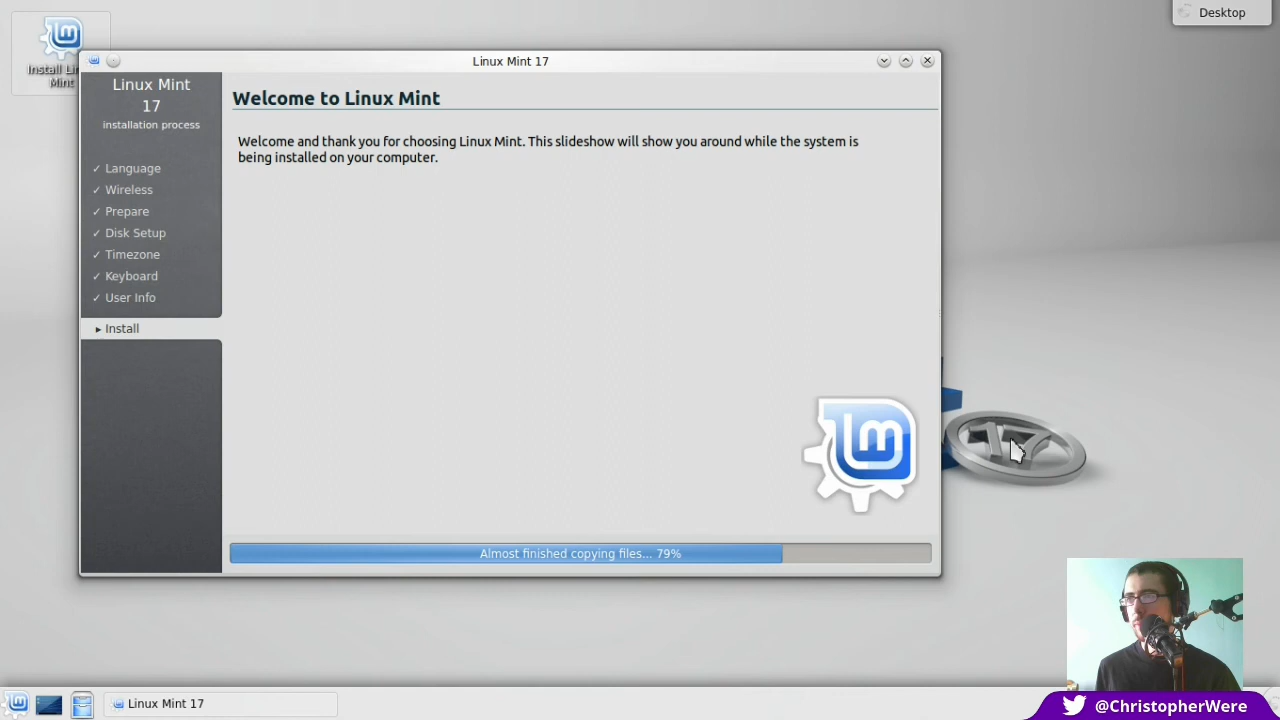 Desktop
Install Li
Mint
Linux Mint 17
Linux Mint
17
installation process
✓ Language
✓ Wireless
✓ Prepare
✓ Disk Setup
✓ Timezone
✓ Keyboard
✓ User Info
▸ Install
Welcome to Linux Mint
Welcome and thank you for choosing Linux Mint. This slideshow will show you around while the system is
being installed on your computer.
17
Almost finished copying files... 79%
Linux Mint 17
@ChristopherWere